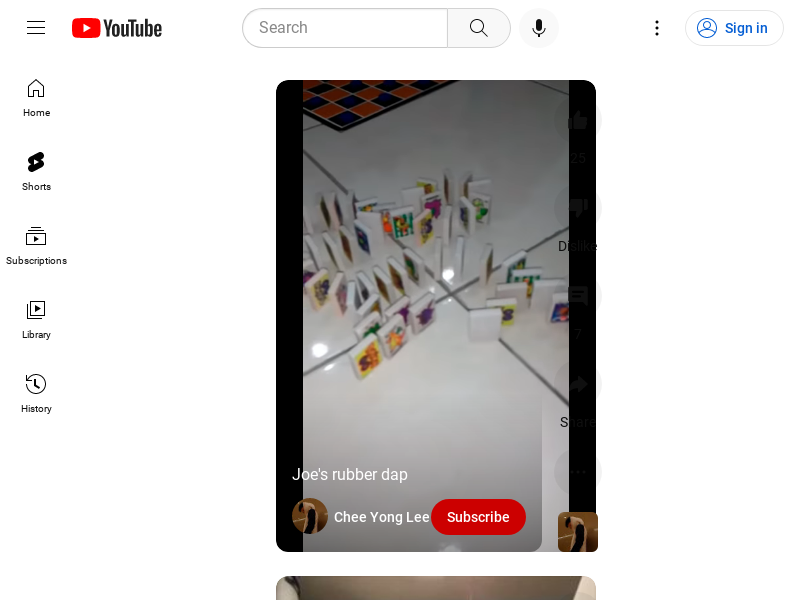 YouTube
Search
Sign in
Home
Shorts
Subscriptions
Library
History
25
Dislike
7
Share
Joe's rubber dap
Chee Yong Lee
Subscribe